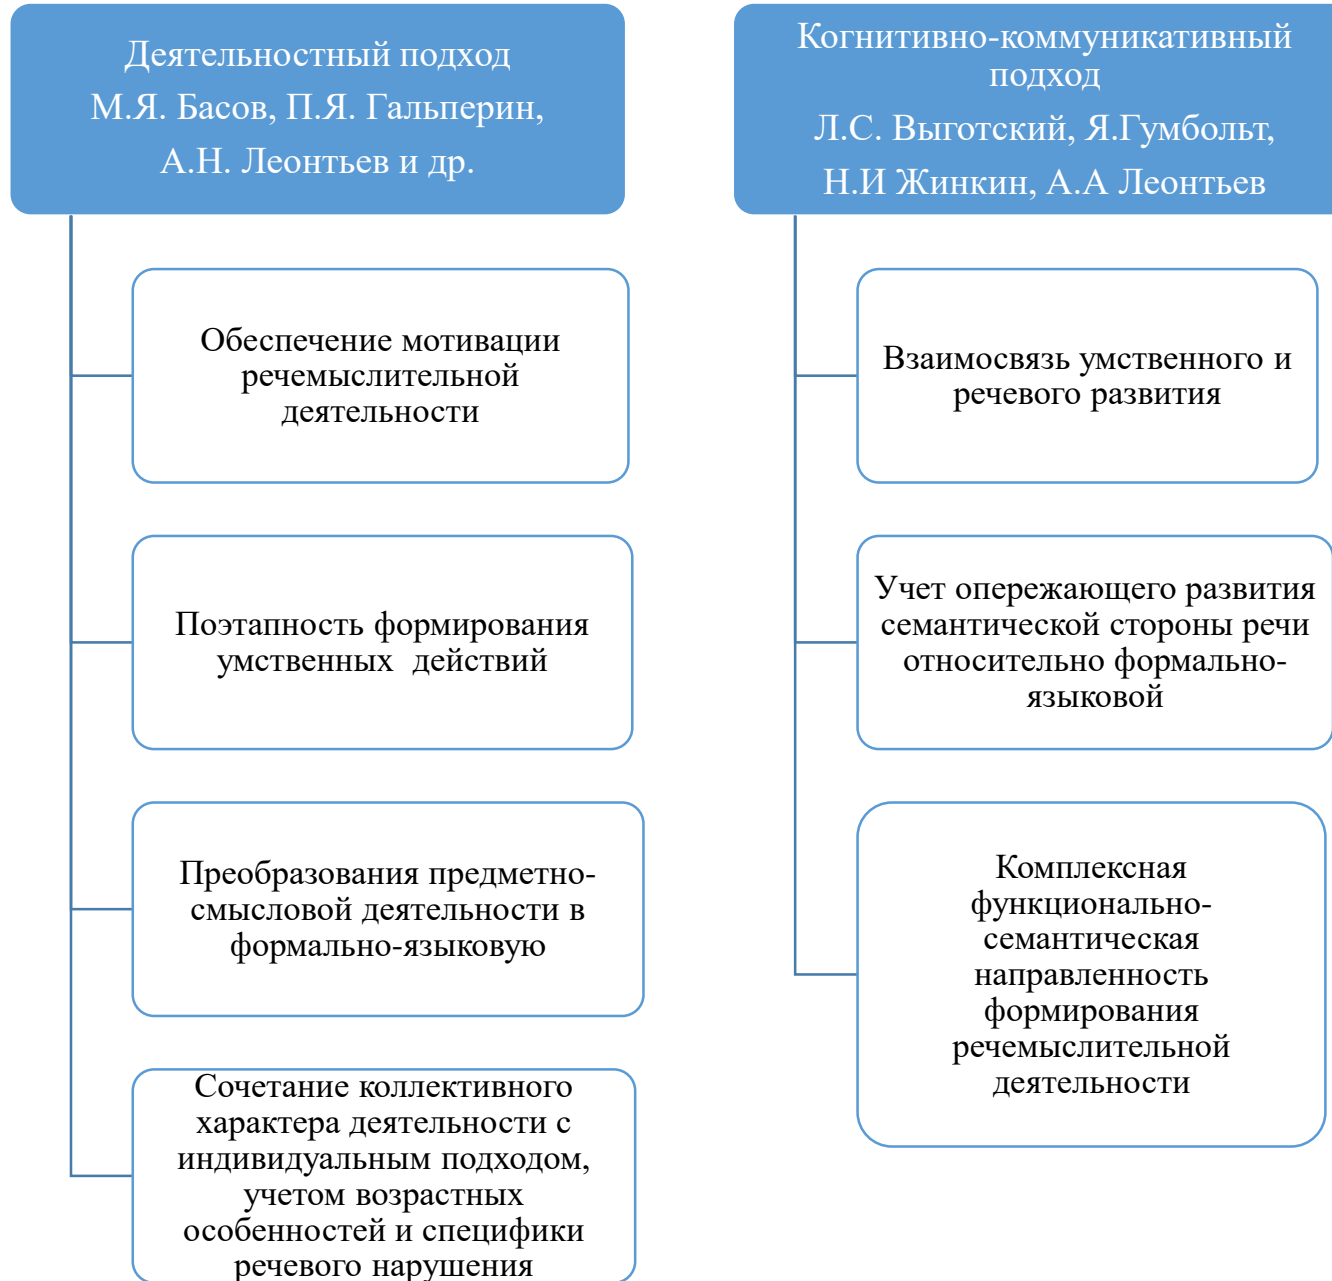 Деятельностный подход
М.Я. Басов, П.Я. Гальперин,
А.Н. Леонтьев и др.
Обеспечение мотивации
речемыслительной
деятельности
Поэтапность формирования
умственных  действий
Преобразования предметно-
смысловой деятельности в
формально-языковую
Сочетание коллективного
характера деятельности с
индивидуальным подходом,
учетом возрастных
особенностей и специфики
речевого нарушения
Когнитивно-коммуникативный
подход
Л.С. Выготский, Я.Гумбольт,
Н.И Жинкин, А.А Леонтьев
Взаимосвязь умственного и
речевого развития
Учет опережающего развития
семантической стороны речи
относительно формально-
языковой
Комплексная
функционально-
семантическая
направленность
формирования
речемыслительной
деятельности